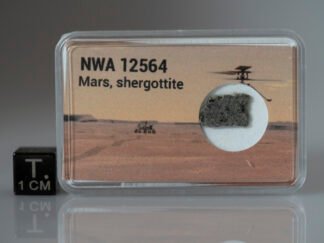 NWA 12564
Mars, shergottite
T.
1 CM